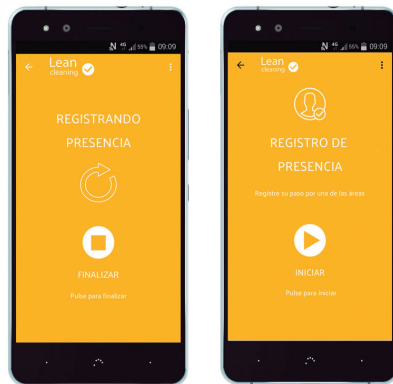 4G 55% 09:09
Lean
cleaning
REGISTRANDO
PRESENCIA
FINALIZAR
Pulse para finalizar
4G 55% 09:09
Lean
cleaning
REGISTRO DE
PRESENCIA
Registre su paso por una de las áreas
INICIAR
Pulse para iniciar